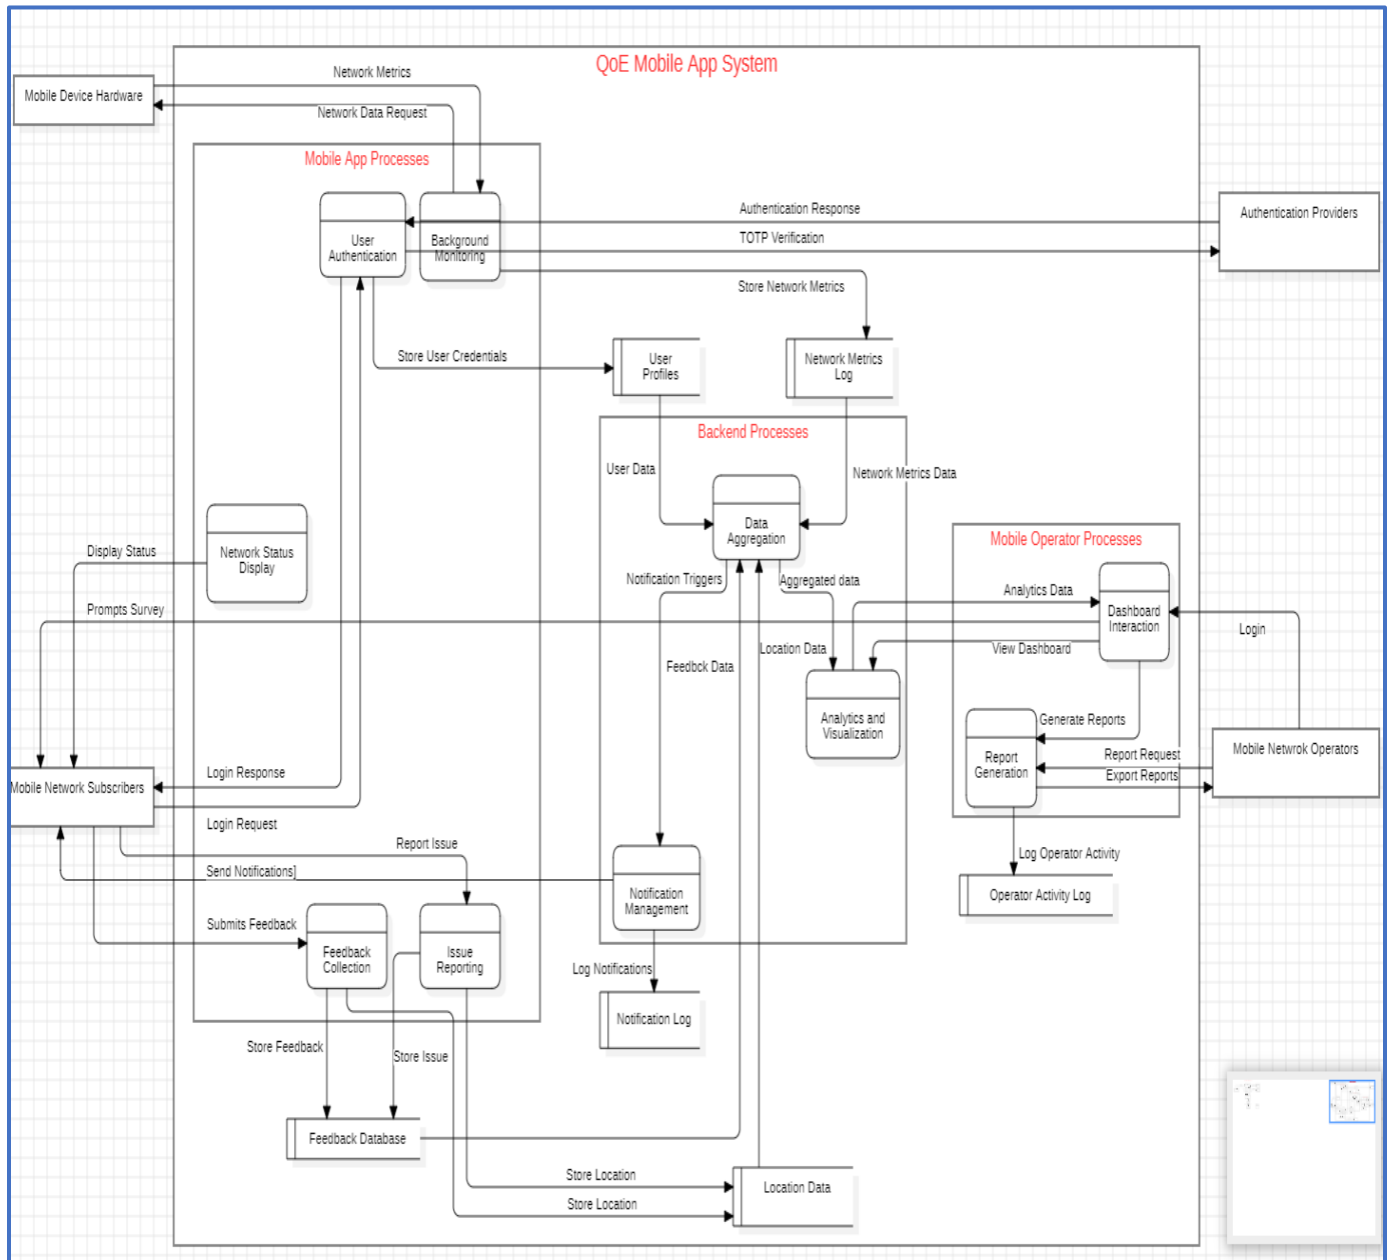 QoE Mobile App System
Network Metrics
Mobile Device Hardware
Network Data Request
Mobile App Processes
Authentication Response
Authentication Providers
User
Authentication
Background
Monitoring
TOTP Verification
Store Network Metrics
Store User Credentials
User
Profiles
Network Metrics
Log
Backend Processes
User Data
Network Metrics Data
Data
Aggregation
Mobile Operator Processes
Network Status
Display
Display Status
Notification Triggers
Aggregated data
Analytics Data
Dashboard
Interaction
Prompts Survey
Login
Location Data
View Dashboard
Feedbck Data
Analytics and
Visualization
Generate Reports
Report
Generation
Report Request
Mobile Netwrok Operators
Export Reports
Login Response
Mobile Network Subscribers
Login Request
Report Issue
Log Operator Activity
Send Notifications]
Notification
Management
Operator Activity Log
Submits Feedback
Feedback
Collection
Issue
Reporting
Log Notifications
Notification Log
Store Feedback
Store Issue
Feedback Database
Store Location
Location Data
Store Location